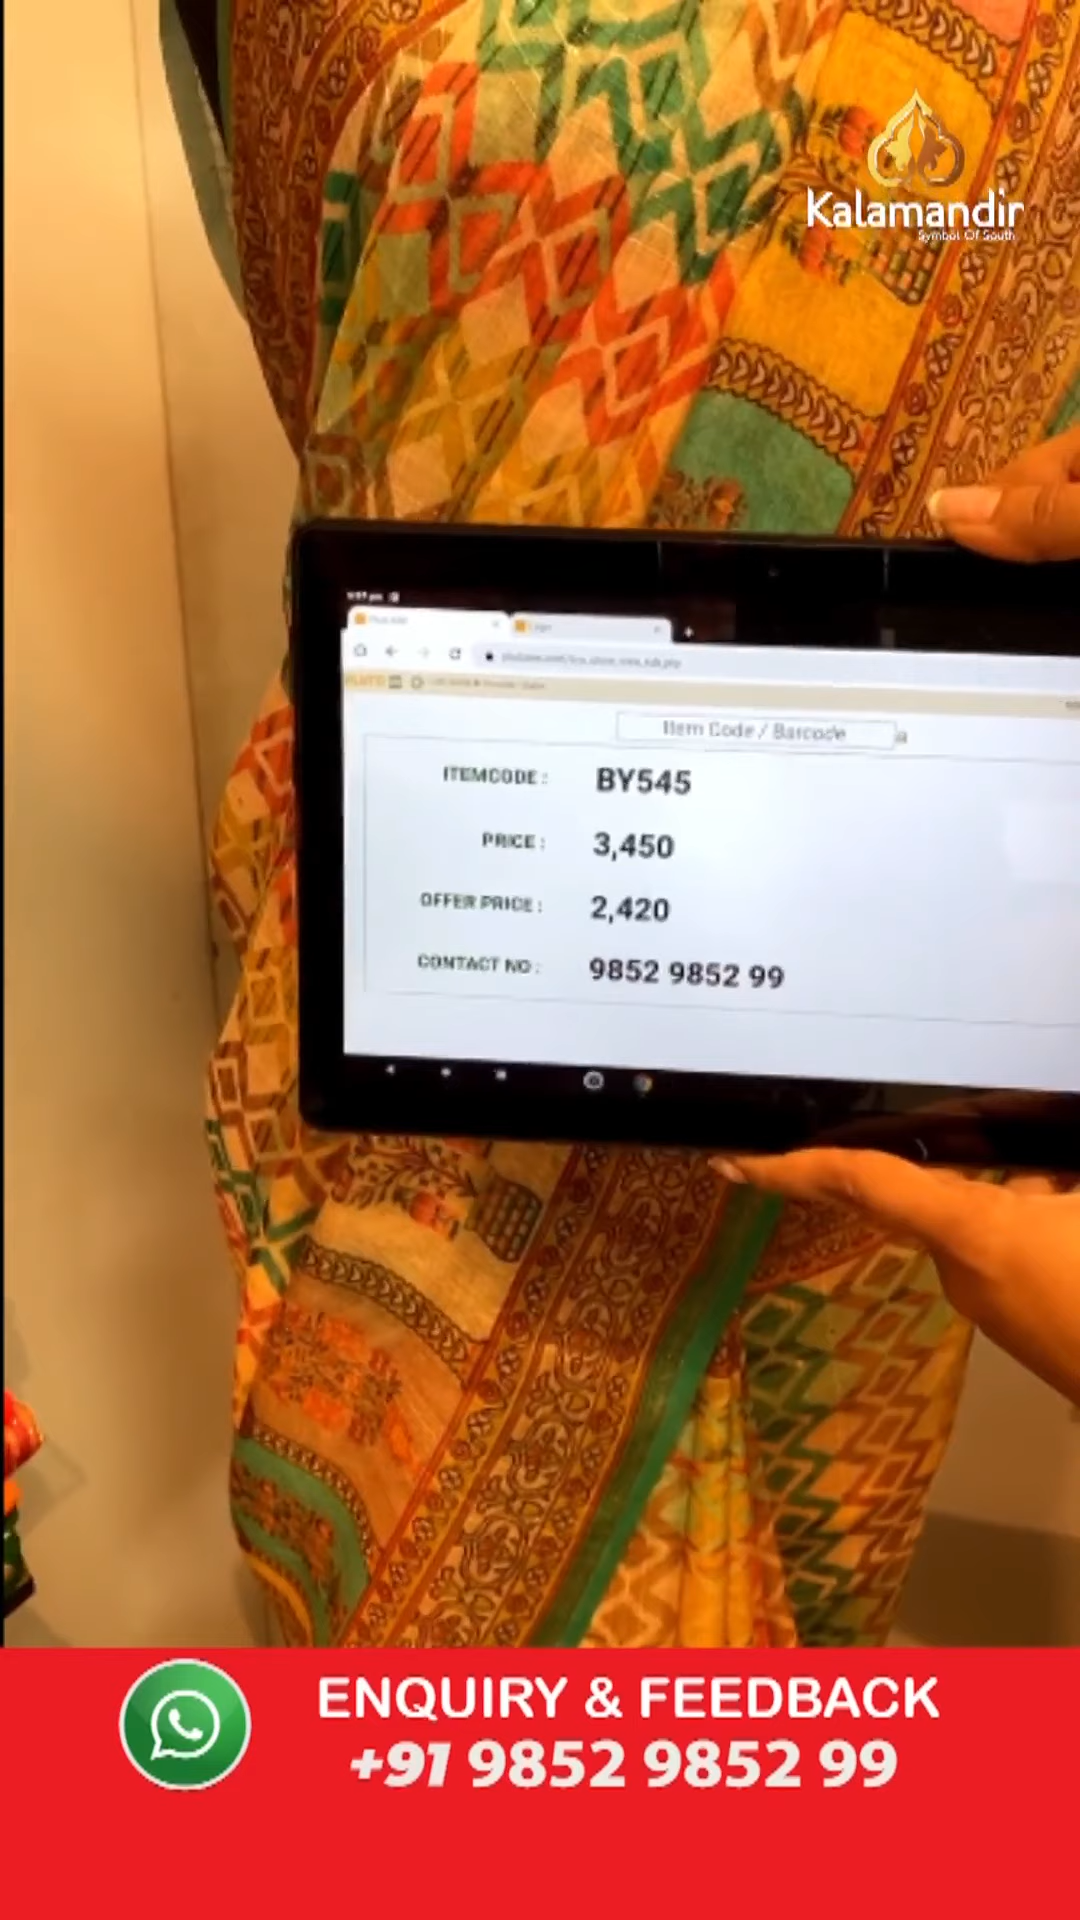 Kalamandir
Symbol Of South
Item Code / Barcode
ITEMCODE : BY545
PRICE : 3,450
OFFER PRICE : 2,420
CONTACT NO : 9852 9852 99
ENQUIRY & FEEDBACK
+91 9852 9852 99